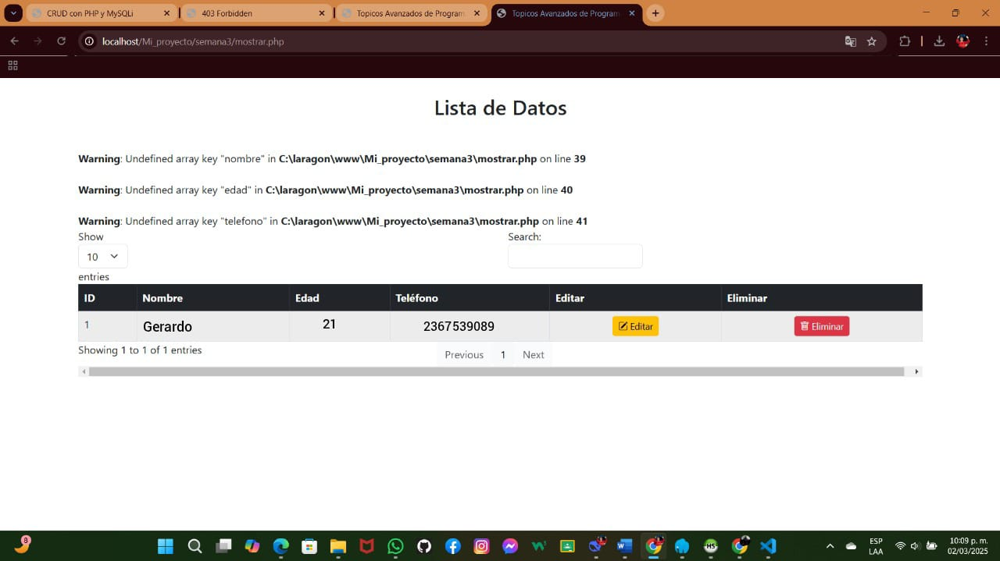 CRUD con PHP y MySQLi
403 Forbidden
Topicos Avanzados de Program
Topicos Avanzados de Program
localhost/Mi_proyecto/semana3/mostrar.php
Lista de Datos
Warning: Undefined array key "nombre" in C:\laragon\www\Mi_proyecto\semana3\mostrar.php on line 39
Warning: Undefined array key "edad" in C:\laragon\www\Mi_proyecto\semana3\mostrar.php on line 40
Warning: Undefined array key "telefono" in C:\laragon\www\Mi_proyecto\semana3\mostrar.php on line 41
Show
Search:
10
entries
ID Nombre Edad Teléfono Editar Eliminar
1 Gerardo 21 2367539089 Editar Eliminar
Showing 1 to 1 of 1 entries
Previous 1 Next
8
HS
ESP
LAA
10:09 p. m.
02/03/2025